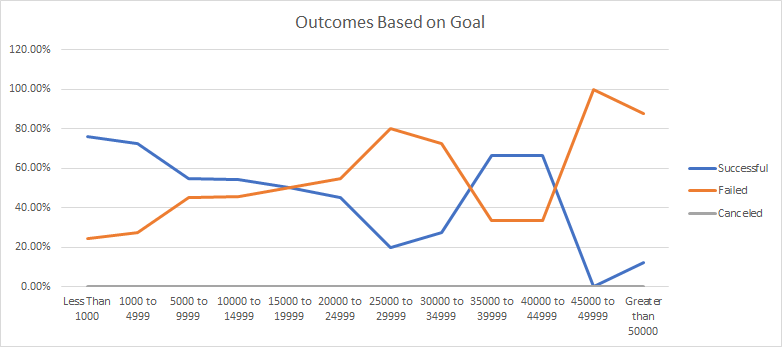 Outcomes Based on Goal
120.00%
100.00%
80.00%
60.00%
40.00%
20.00%
0.00%
Less Than
1000
1000 to
4999
5000 to
9999
10000 to
14999
15000 to
19999
20000 to
24999
25000 to
29999
30000 to
34999
35000 to
39999
40000 to
44999
45000 to
49999
Greater
than
50000
Successful
Failed
Canceled